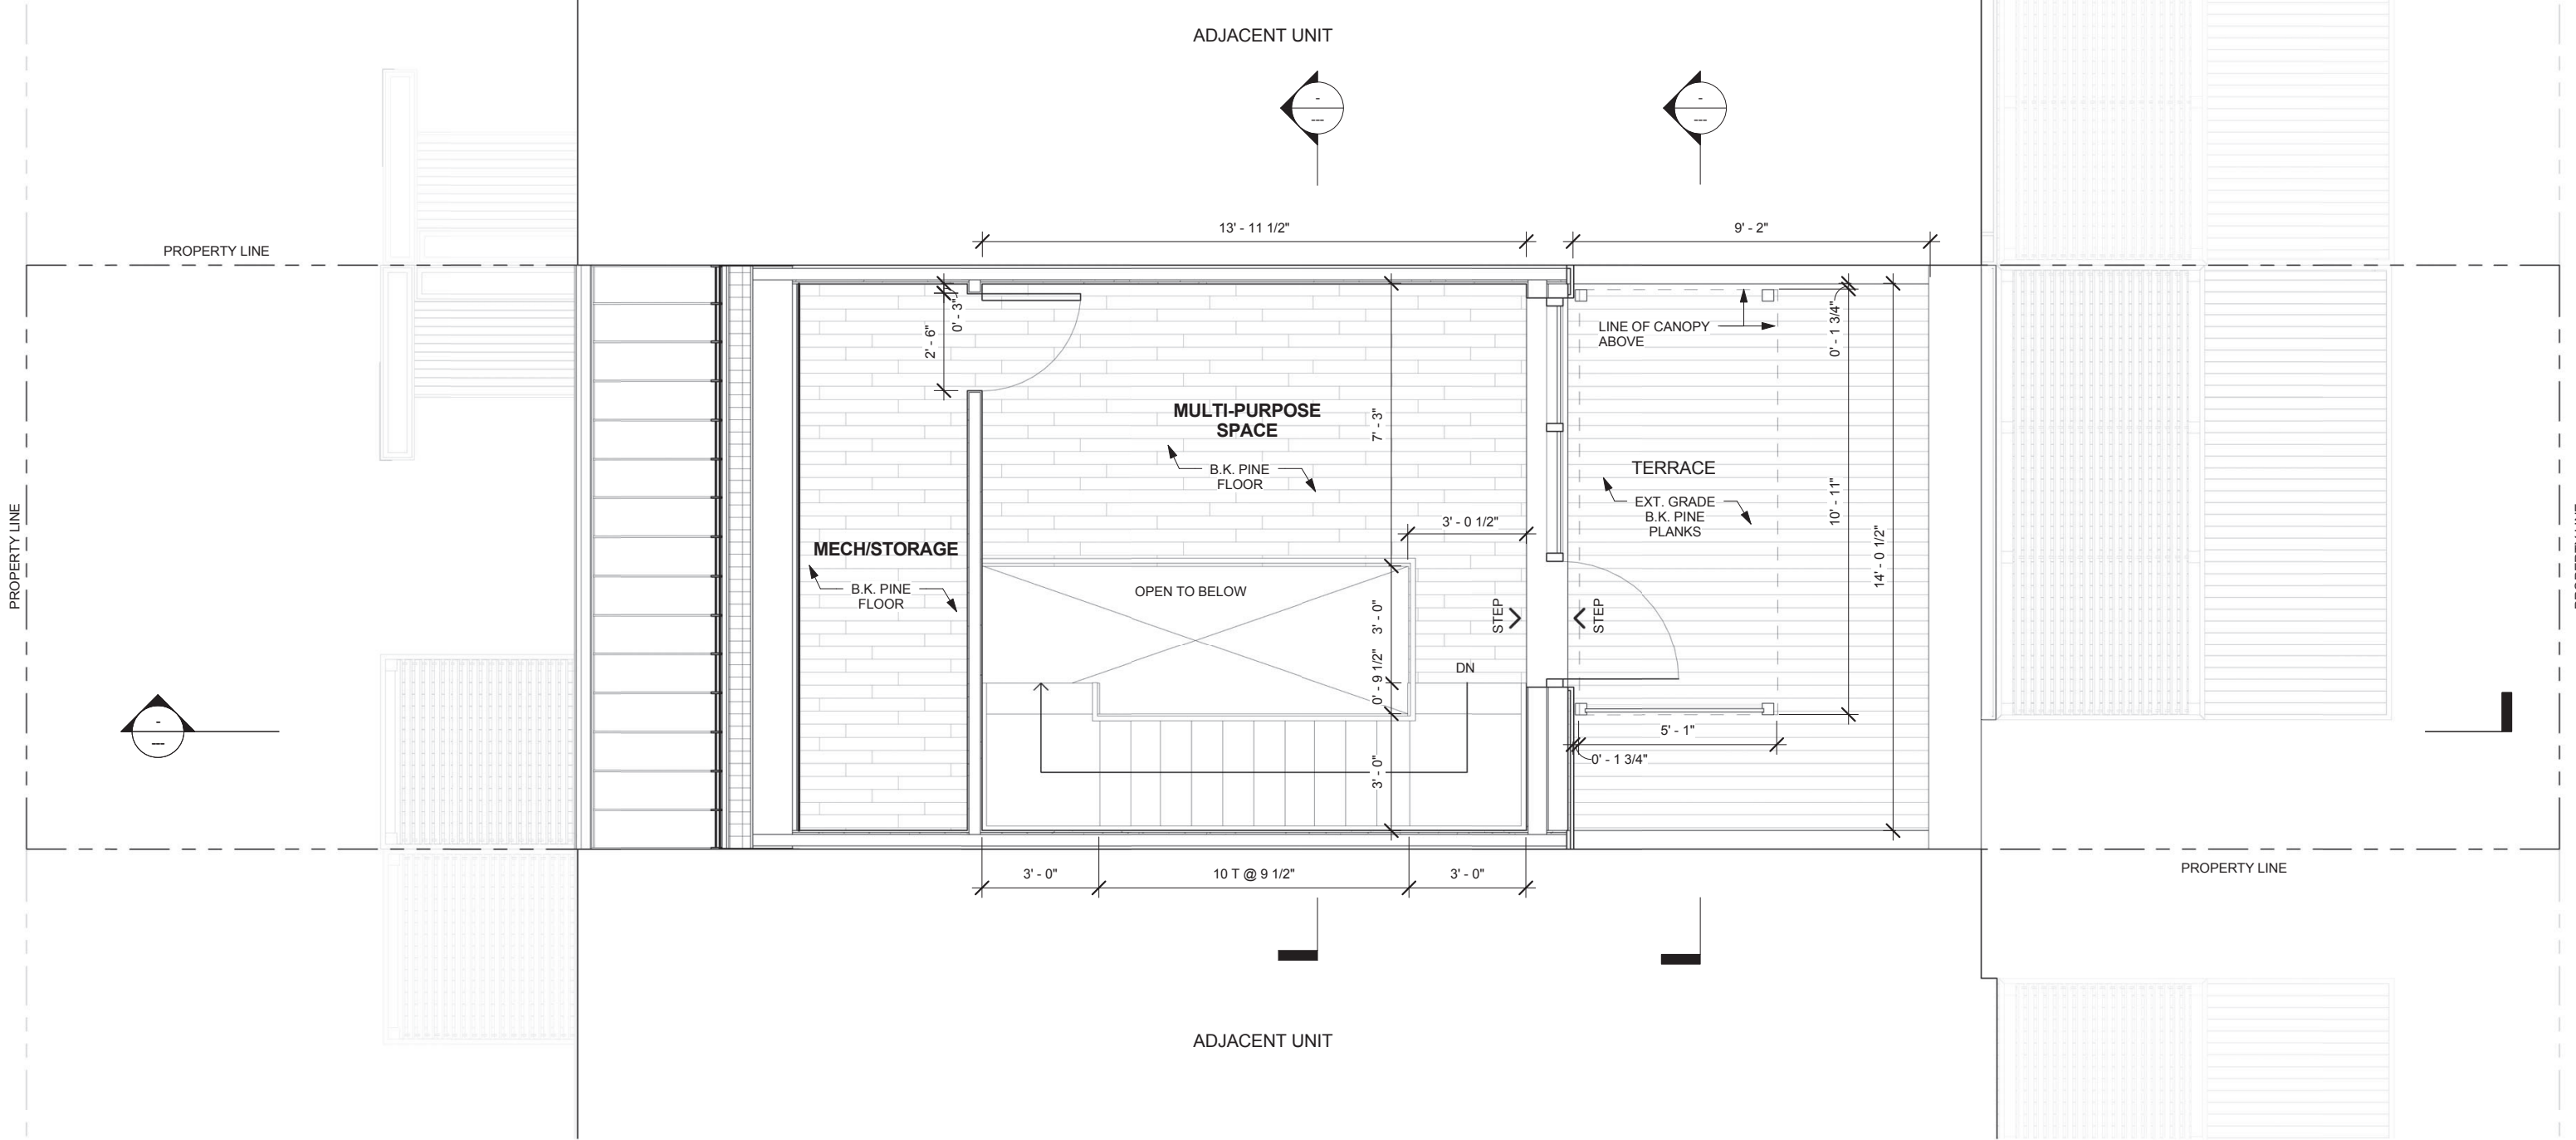 ADJACENT UNIT
-
---
-
---
13' - 11 1/2"
9' - 2"
PROPERTY LINE
0' - 3"
2' - 6"
LINE OF CANOPY
ABOVE
0' - 1 3/4"
MULTI-PURPOSE
SPACE
7' - 3"
B.K. PINE
FLOOR
TERRACE
EXT. GRADE
B.K. PINE
PLANKS
10' - 11"
3' - 0 1/2"
14' - 0 1/2"
PROPERTY LINE
MECH/STORAGE
B.K. PINE
FLOOR
OPEN TO BELOW
3' - 0"
STEP
STEP
DN
0' - 9 1/2"
-
---
5' - 1"
0' - 1 3/4"
3' - 0"
3' - 0"
10 T @ 9 1/2"
3' - 0"
PROPERTY LINE
ADJACENT UNIT